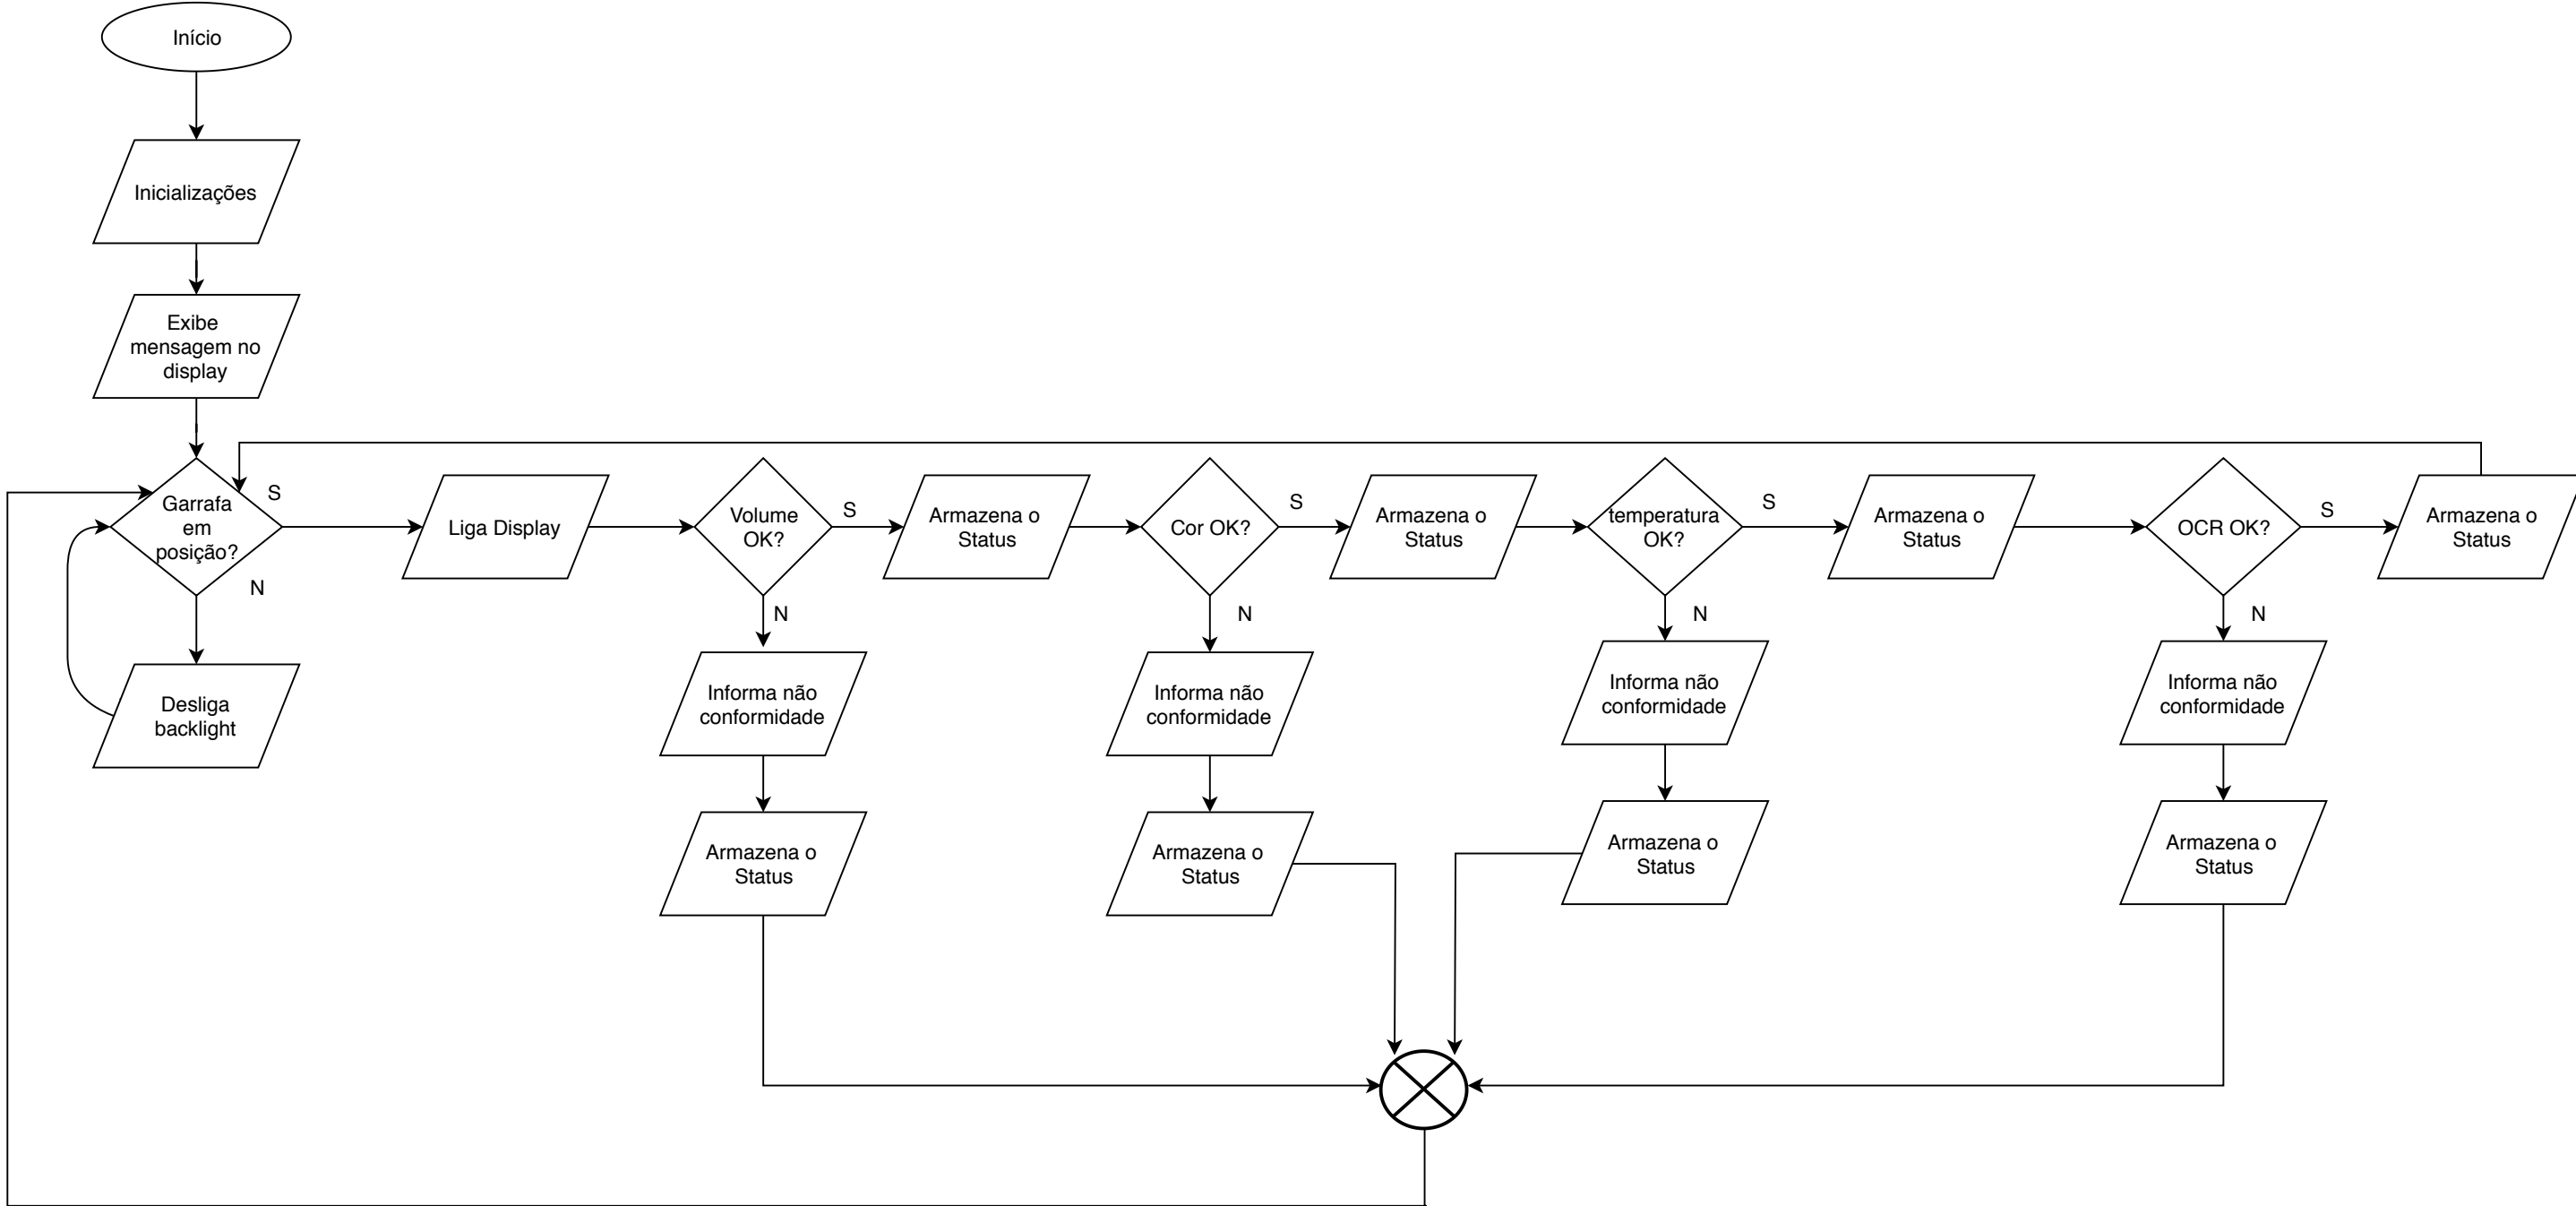 Início
Inicializações
Exibe
mensagem no
display
Garrafa
em
posição?
S
N
Desliga
backlight
Liga Display
Volume
OK?
S
N
Informa não
conformidade
Armazena o
Status
Armazena o
Status
Cor OK?
S
N
Informa não
conformidade
Armazena o
Status
Armazena o
Status
temperatura
OK?
S
N
Informa não
conformidade
Armazena o
Status
Armazena o
Status
OCR OK?
S
N
Informa não
conformidade
Armazena o
Status
Armazena o
Status